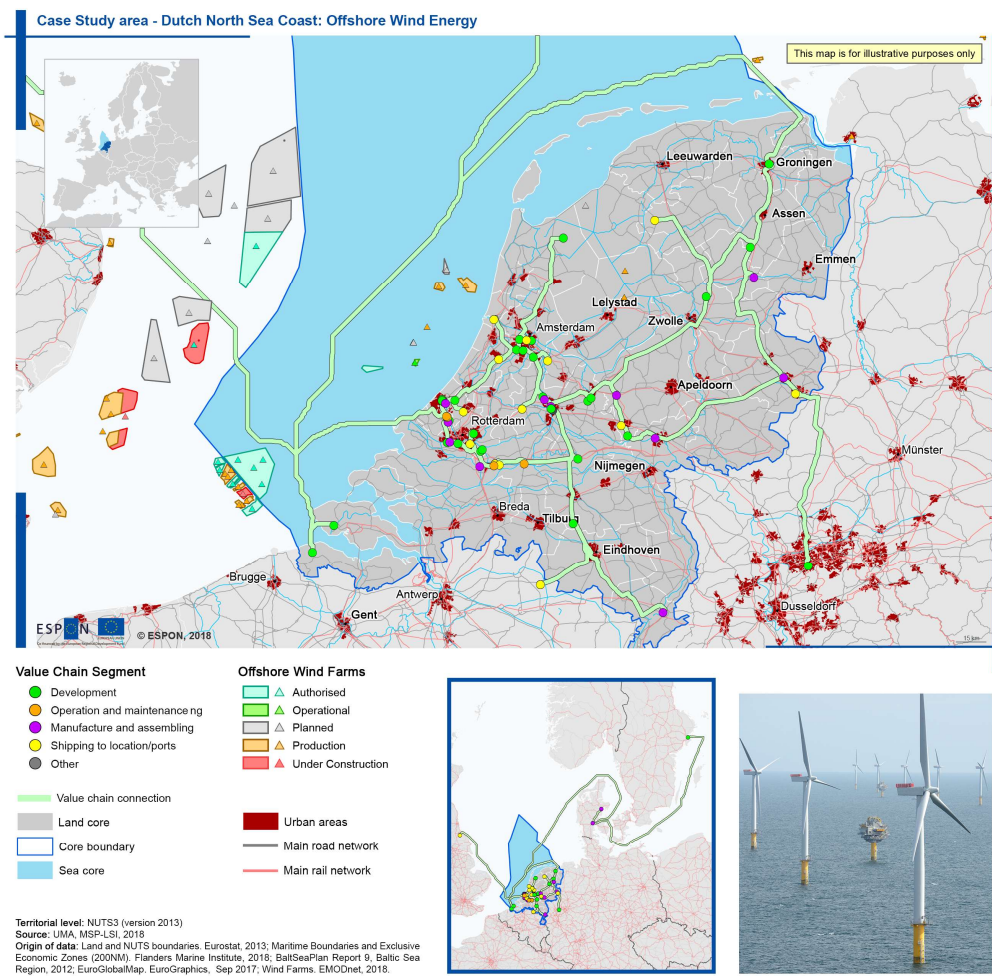 Case Study area - Dutch North Sea Coast: Offshore Wind Energy
This map is for illustrative purposes only
Leeuwarden
Groningen
Assen
Emmen
Lelystad
Zwolle
Amsterdam
Apeldoorn
Rotterdam
Münster
Nijmegen
Breda
Tilburg
Eindhoven
Brugge
Antwerp
Gent
Dusseldorf
ESPON
© ESPON, 2018
15 km
Value Chain Segment
Development
Operation and maintenance ng
Manufacture and assembling
Shipping to location/ports
Other
Value chain connection
Land core
Core boundary
Sea core
Offshore Wind Farms
Authorised
Operational
Planned
Production
Under Construction
Urban areas
Main road network
Main rail network
Territorial level: NUTS3 (version 2013)
Source: UMA, MSP-LSI, 2018
Origin of data: Land and NUTS boundaries. Eurostat, 2013; Maritime Boundaries and Exclusive
Economic Zones (200NM). Flanders Marine Institute, 2018; BaltSeaPlan Report 9, Baltic Sea
Region, 2012; EuroGlobalMap. EuroGraphics, Sep 2017; Wind Farms. EMODnet, 2018.